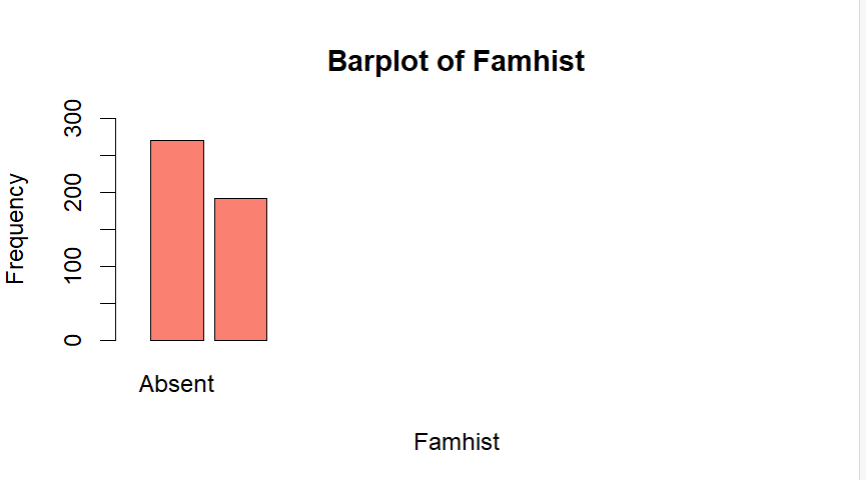 Barplot of Famhist
Frequency
300
200
100
0
Absent
Famhist